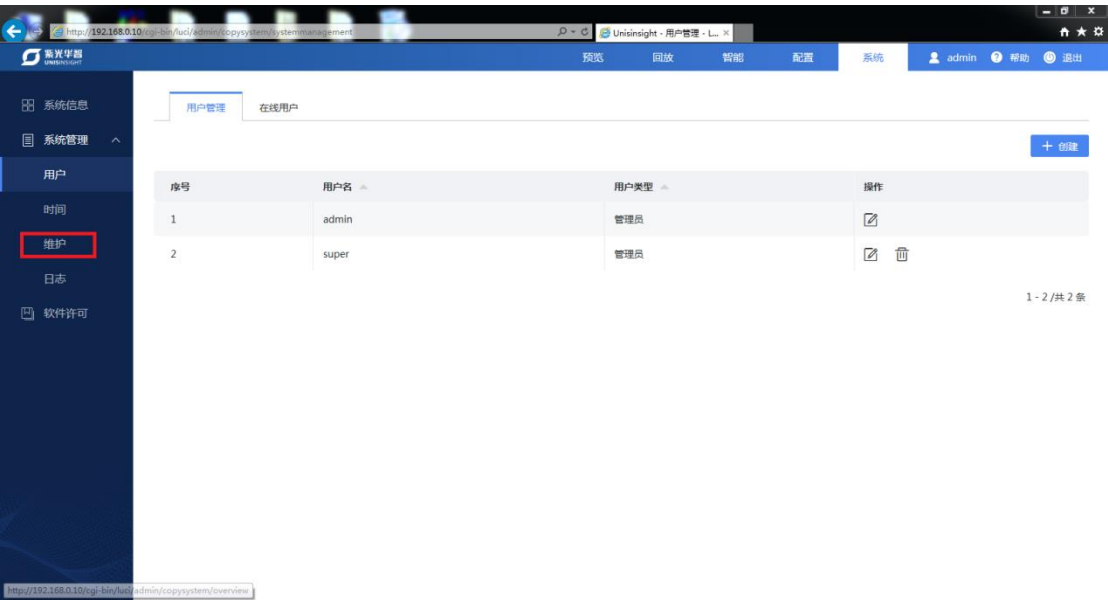 http://192.168.0.10/cgi-bin/luci/admin/copysystem/systemmanagement
Unisinsight - 用户管理 - L...
紫光华智
UNISINSIGHT
预览 回放 智能 配置 系统 admin 帮助 退出
系统信息
系统管理
用户
时间
维护
日志
软件许可
用户管理 在线用户
创建
序号 用户名 用户类型 操作
1 admin 管理员
2 super 管理员
1 - 2 /共 2 条
http://192.168.0.10/cgi-bin/luci/admin/copysystem/overview